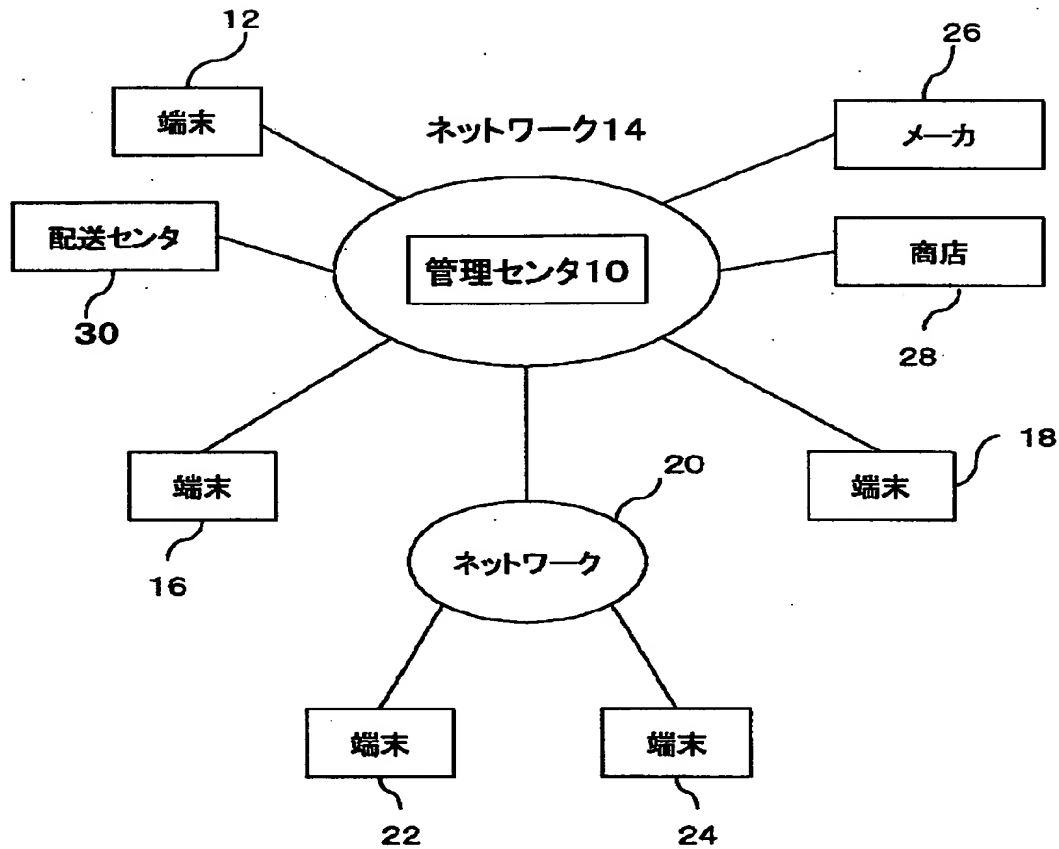 12
26
端末
ネットワーク14
メーカ
配送センタ
管理センタ10
商店
30
28
端末
端末
18
16
20
ネットワーク
端末
端末
22
24